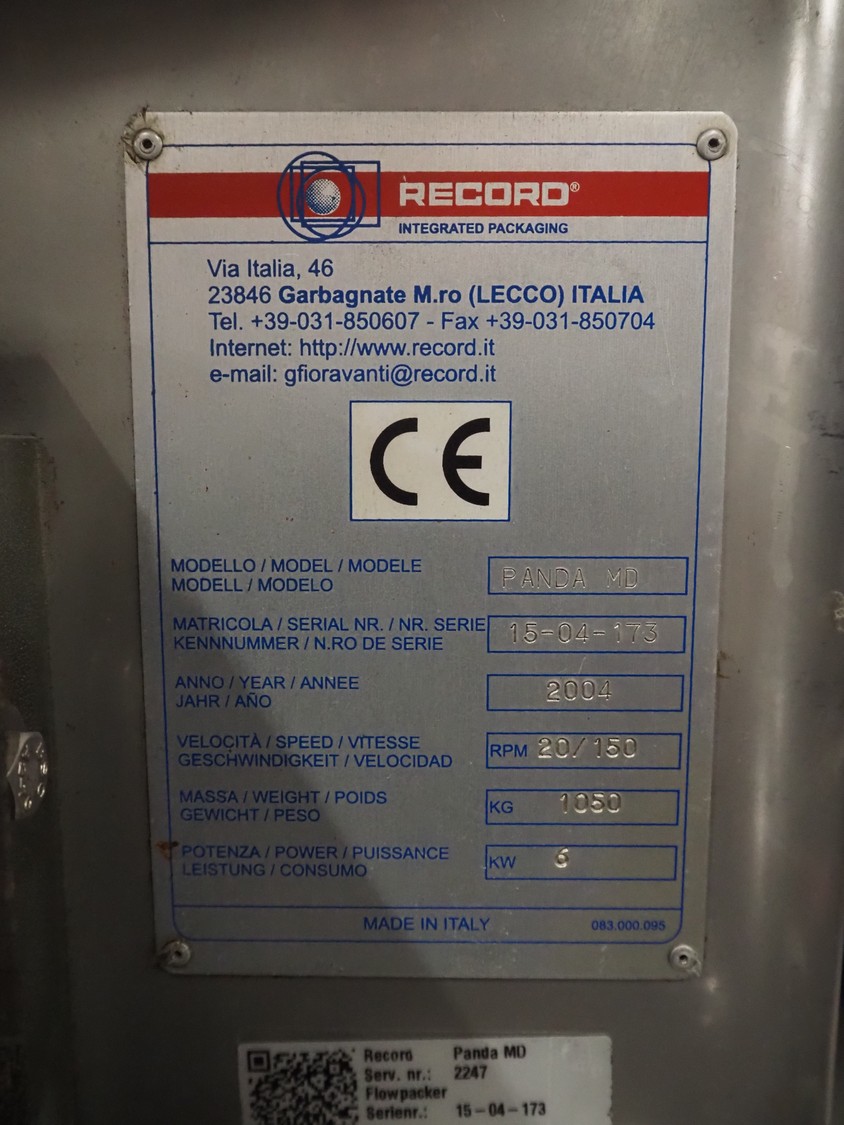 RECORD®
INTEGRATED PACKAGING
Via Italia, 46
23846 Garbagnate M.ro (LECCO) ITALIA
Tel. +39-031-850607 - Fax +39-031-850704
Internet: http://www.record.it
e-mail: gfioravanti@record.it
CE
MODELLO / MODEL / MODELE
MODELL / MODELO
PANDA MD
MATRICOLA / SERIAL NR. / NR. SERIE
KENNNUMMER / N.RO DE SERIE
15-04-173
ANNO / YEAR / ANNEE
JAHR / AÑO
2004
VELOCITÀ / SPEED / VITESSE
GESCHWINDIGKEIT / VELOCIDAD
RPM 20/150
MASSA / WEIGHT / POIDS
GEWICHT / PESO
KG 1050
POTENZA / POWER / PUISSANCE
LEISTUNG / CONSUMO
KW 6
MADE IN ITALY 083.000.095
Record Panda MD
Serv. nr.: 2247
Flowpacker
Serienr.: 15-04-173